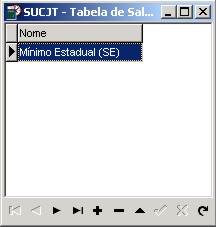 SUCJT - Tabela de Sal...
Nome
Mínimo Estadual (SE)